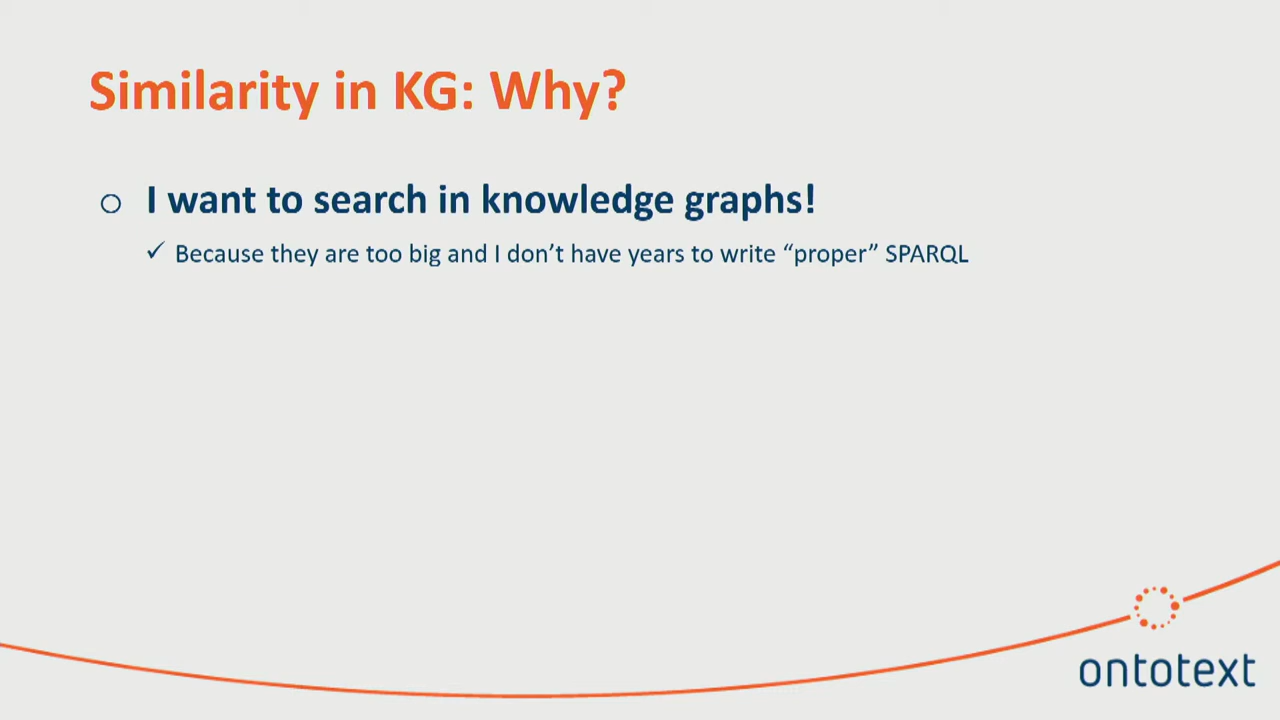 Similarity in KG: Why?
I want to search in knowledge graphs!
Because they are too big and I don’t have years to write “proper” SPARQL
ontotext